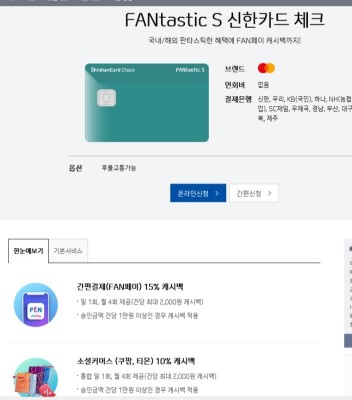 FANtastic S 신한카드 체크
국내/해외 판타스틱한 혜택에 FAN페이 캐시백까지!
ShinhanCard Check
FANtastic S
브랜드
연회비 없음
결제은행 신한, 우리, KB(국민), 하나, NH(농협
업), SC제일, 우체국, 경남, 부산, 대구
북, 제주
옵션 후불교통가능
온라인신청 >
간편신청 >
한눈에보기
기본서비스
간편결제(FAN페이) 15% 캐시백
· 일 1회, 월 4회 제공(건당 최대 2,000원 캐시백)
· 승인금액 건당 1만원 이상인 경우 캐시백 적용
FAN
소셜커머스 (쿠팡, 티몬) 10% 캐시백
· 통합 일 1회, 월 4회 제공(건당 최대 2,000원 캐시백)
· 승인금액 건당 1만원 이상인 경우 캐시백 적용